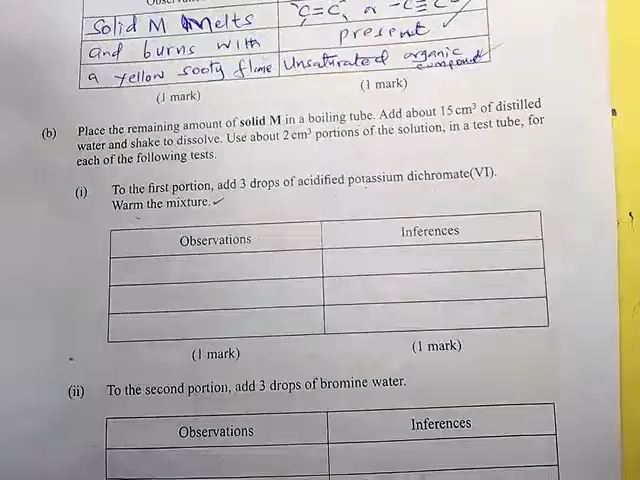 C=C or -C≡C
Solid M Melts
present
and burns with
a yellow sooty flame
Unsaturated organic
compound
(1 mark)
(1 mark)
(b) Place the remaining amount of solid M in a boiling tube. Add about 15 cm³ of distilled
water and shake to dissolve. Use about 2 cm³ portions of the solution, in a test tube, for
each of the following tests.
(i) To the first portion, add 3 drops of acidified potassium dichromate(VI).
Warm the mixture.
Observations
Inferences
(1 mark)
(1 mark)
(ii) To the second portion, add 3 drops of bromine water.
Observations
Inferences